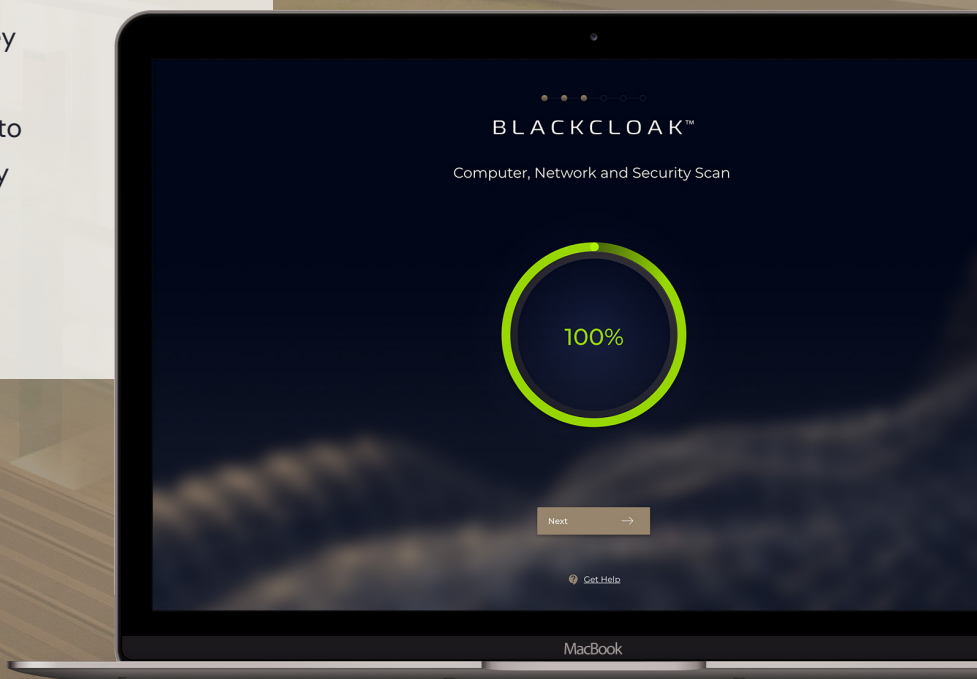 to
BLACKCLOAK™
Computer, Network and Security Scan
100%
Next
Get Help
MacBook